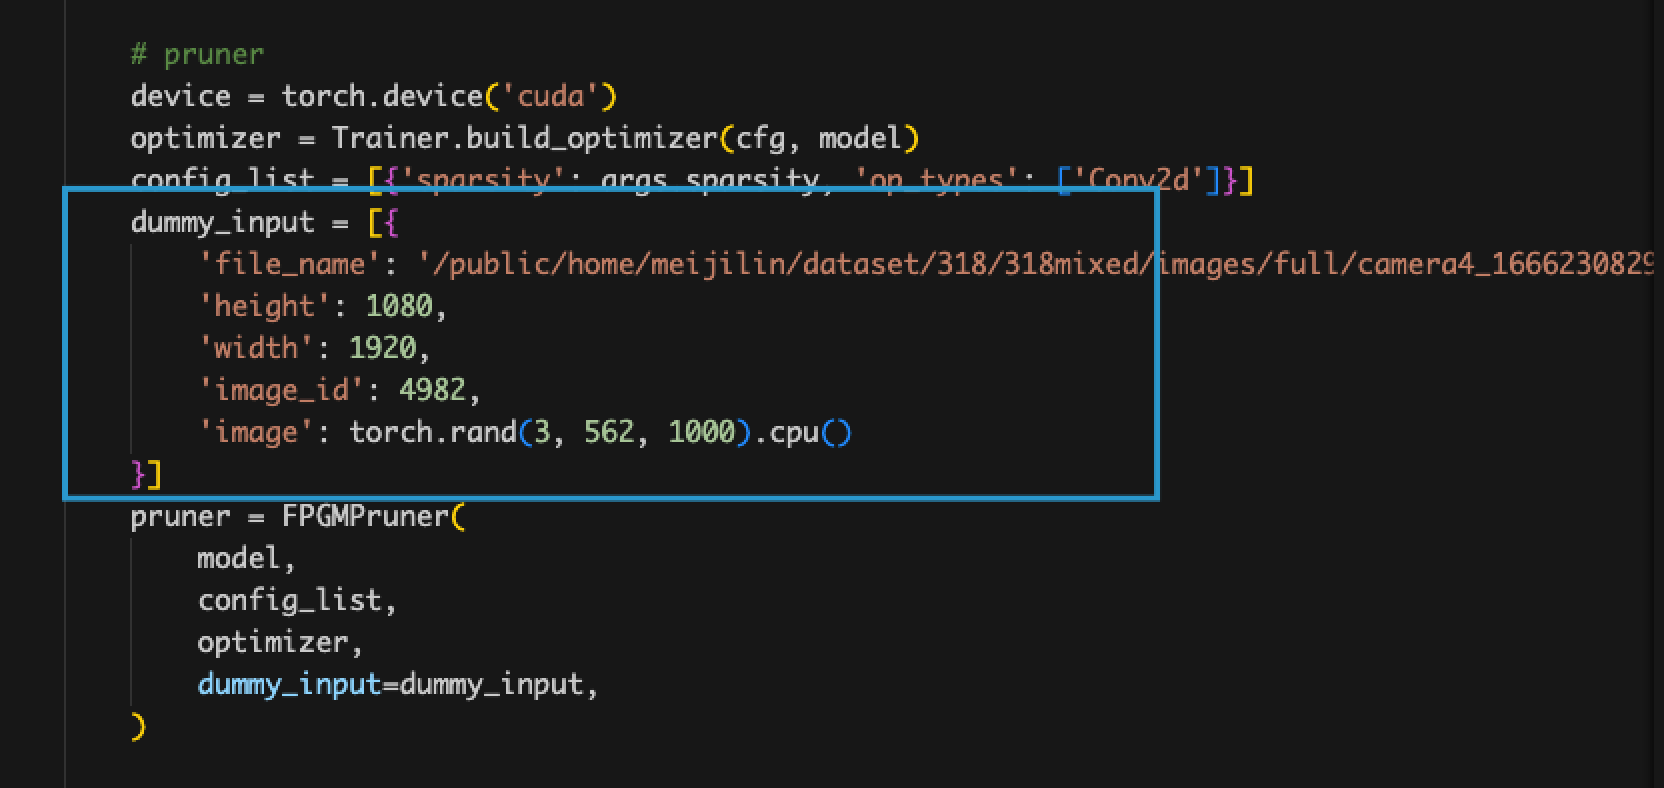 # pruner
device = torch.device('cuda')
optimizer = Trainer.build_optimizer(cfg, model)
config_list = [{'sparsity': args.sparsity, 'op_types': ['Conv2d']}]
dummy_input = [{
'file_name': '/public/home/meijilin/dataset/318/318mixed/images/full/camera4_1666230829
'height': 1080,
'width': 1920,
'image_id': 4982,
'image': torch.rand(3, 562, 1000).cpu()
}]
pruner = FPGMPruner(
model,
config_list,
optimizer,
dummy_input=dummy_input,
)